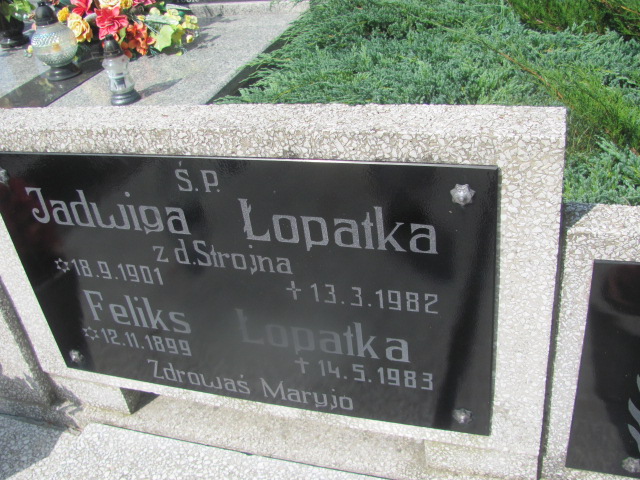 Ś.P.
Jadwiga Łopatka
z d. Strojna
*18.9.1901 †13.3.1982
Feliks Łopatka
*12.11.1899 †14.5.1983
Zdrowaś Maryjo